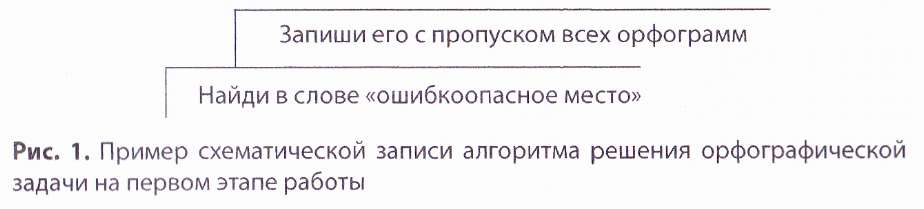 Запиши его с пропуском всех орфограмм
Найди в слове «ошибкоопасное место»
Рис. 1. Пример схематической записи алгоритма решения орфографической
задачи на первом этапе работы